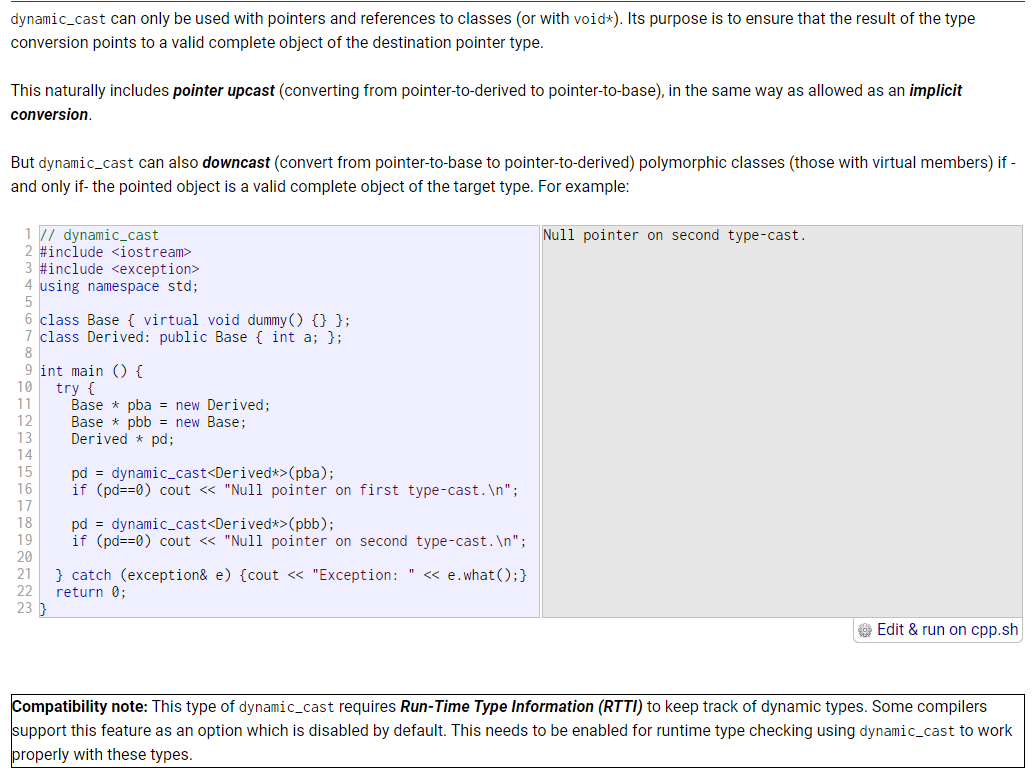 dynamic_cast can only be used with pointers and references to classes (or with void*). Its purpose is to ensure that the result of the type
conversion points to a valid complete object of the destination pointer type.
This naturally includes pointer upcast (converting from pointer-to-derived to pointer-to-base), in the same way as allowed as an implicit
conversion.
But dynamic_cast can also downcast (convert from pointer-to-base to pointer-to-derived) polymorphic classes (those with virtual members) if -
and only if- the pointed object is a valid complete object of the target type. For example:
1 // dynamic_cast
2 #include <iostream>
3 #include <exception>
4 using namespace std;
5
6 class Base { virtual void dummy() {} };
7 class Derived: public Base { int a; };
8
9 int main () {
10   try {
11     Base * pba = new Derived;
12     Base * pbb = new Base;
13     Derived * pd;
14
15     pd = dynamic_cast<Derived*>(pba);
16     if (pd==0) cout << "Null pointer on first type-cast.\n";
17
18     pd = dynamic_cast<Derived*>(pbb);
19     if (pd==0) cout << "Null pointer on second type-cast.\n";
20
21   } catch (exception& e) {cout << "Exception: " << e.what();}
22   return 0;
23 }
Null pointer on second type-cast.
Edit & run on cpp.sh
Compatibility note: This type of dynamic_cast requires Run-Time Type Information (RTTI) to keep track of dynamic types. Some compilers
support this feature as an option which is disabled by default. This needs to be enabled for runtime type checking using dynamic_cast to work
properly with these types.